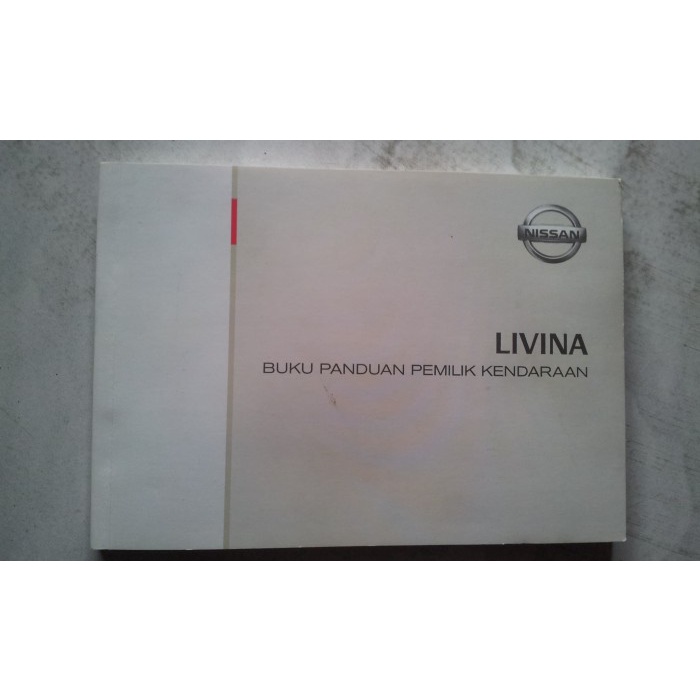 NISSAN
LIVINA
BUKU PANDUAN PEMILIK KENDARAAN